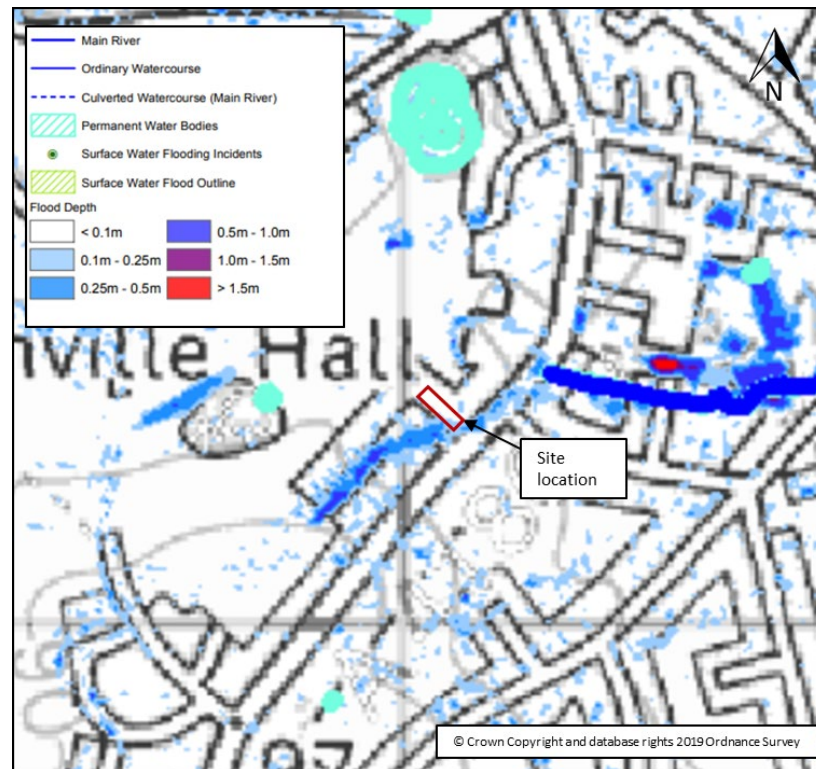 Main River
Ordinary Watercourse
Culverted Watercourse (Main River)
Permanent Water Bodies
Surface Water Flooding Incidents
Surface Water Flood Outline
Flood Depth
< 0.1m
0.5m - 1.0m
0.1m - 0.25m
1.0m - 1.5m
0.25m - 0.5m
> 1.5m
N
nville Hall
Site
location
© Crown Copyright and database rights 2019 Ordnance Survey